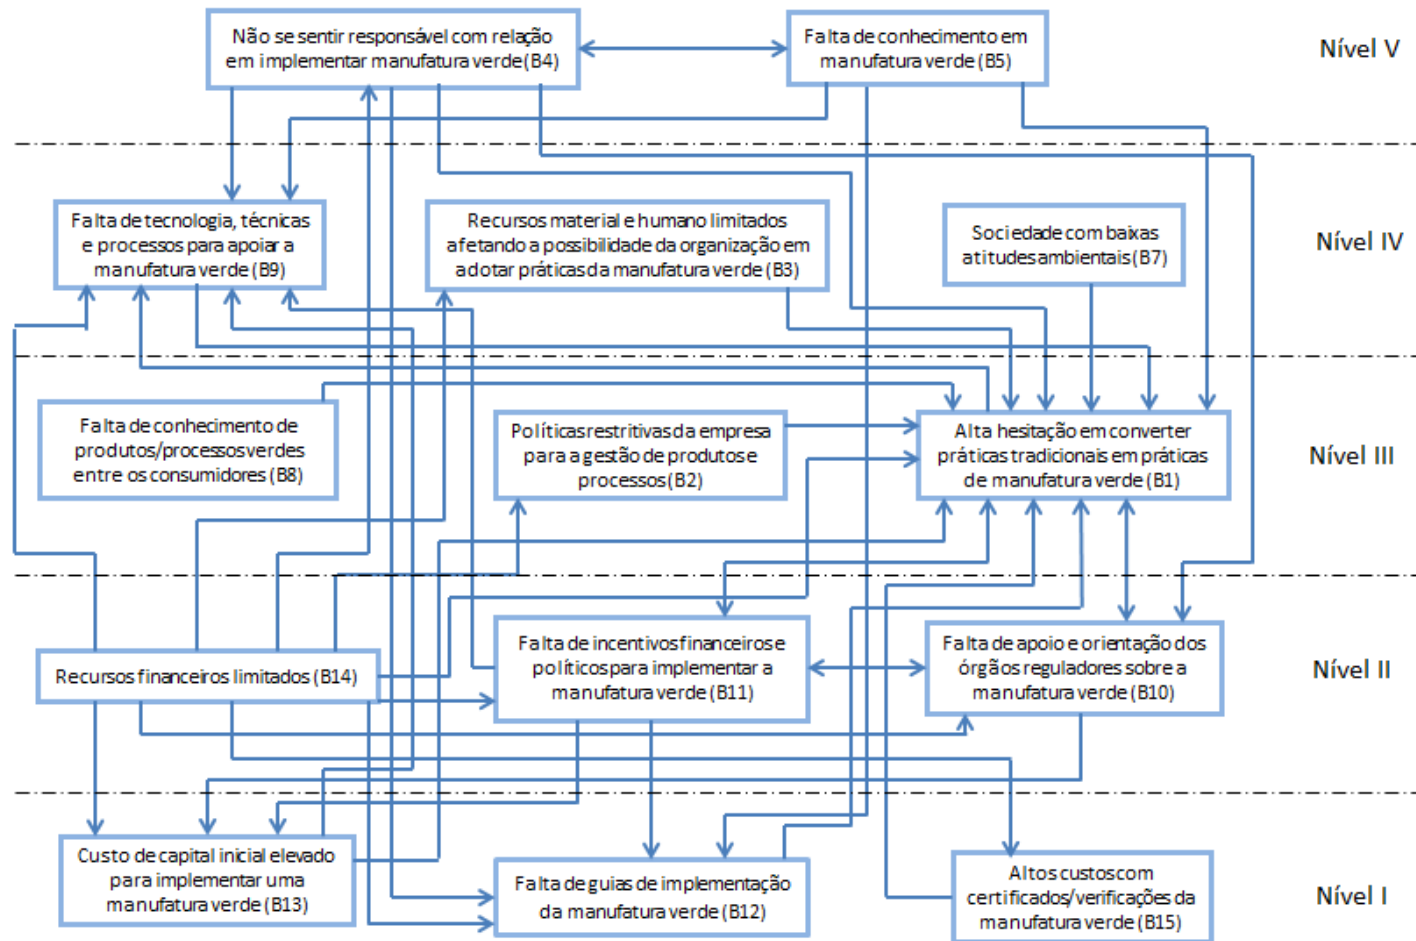 Não se sentir responsável com relação
em implementar manufatura verde (B4)
Falta de conhecimento em
manufatura verde (B5)
Nível V
Falta de tecnologia, técnicas
e processos para apoiar a
manufatura verde (B9)
Recursos material e humano limitados
afetando a possibilidade da organização em
adotar práticas da manufatura verde (B3)
Sociedade com baixas
atitudes ambientais (B7)
Nível IV
Falta de conhecimento de
produtos/processos verdes
entre os consumidores (B8)
Políticas restritivas da empresa
para a gestão de produtos e
processos (B2)
Alta hesitação em converter
práticas tradicionais em práticas
de manufatura verde (B1)
Nível III
Recursos financeiros limitados (B14)
Falta de incentivos financeiros e
políticos para implementar a
manufatura verde (B11)
Falta de apoio e orientação dos
órgãos reguladores sobre a
manufatura verde (B10)
Nível II
Custo de capital inicial elevado
para implementar uma
manufatura verde (B13)
Falta de guias de implementação
da manufatura verde (B12)
Altos custos com
certificados/verificações da
manufatura verde (B15)
Nível I